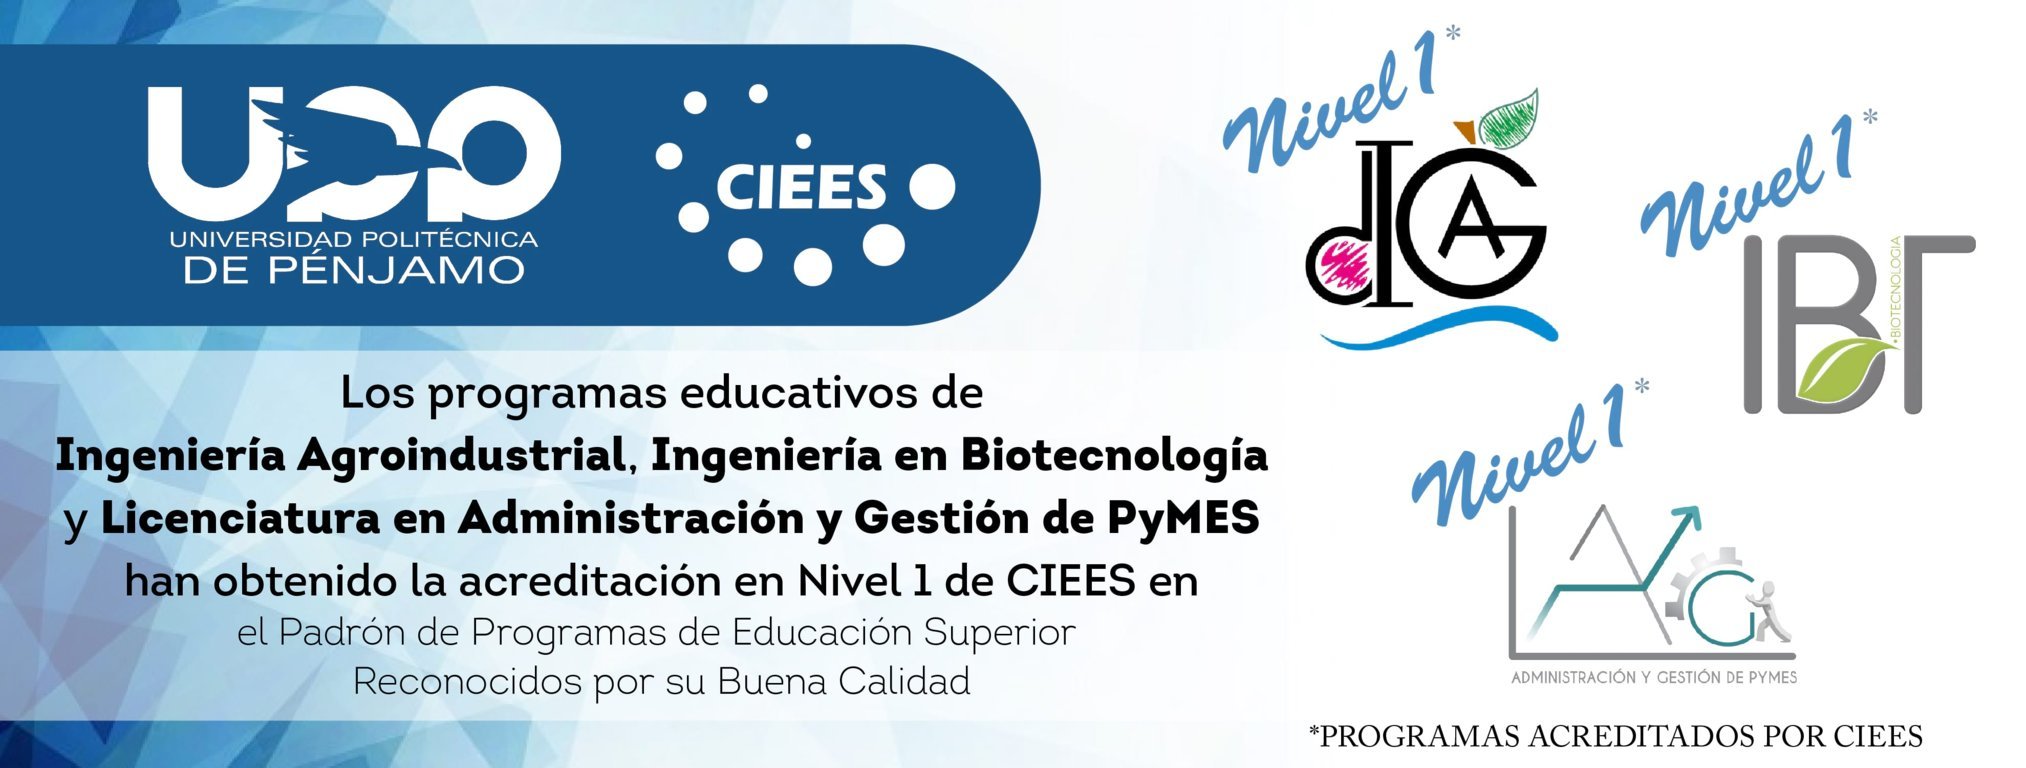 UPP
UNIVERSIDAD POLITÉCNICA
DE PÉNJAMO
CIEES
Los programas educativos de
Ingeniería Agroindustrial, Ingeniería en Biotecnología
y Licenciatura en Administración y Gestión de PyMES
han obtenido la acreditación en Nivel 1 de CIEES en
el Padrón de Programas de Educación Superior
Reconocidos por su Buena Calidad
Nivel 1*
dIGA
Nivel 1*
IBT
BIOTECNOLOGIA
Nivel 1*
LAG
ADMINISTRACIÓN Y GESTIÓN DE PYMES
*PROGRAMAS ACREDITADOS POR CIEES